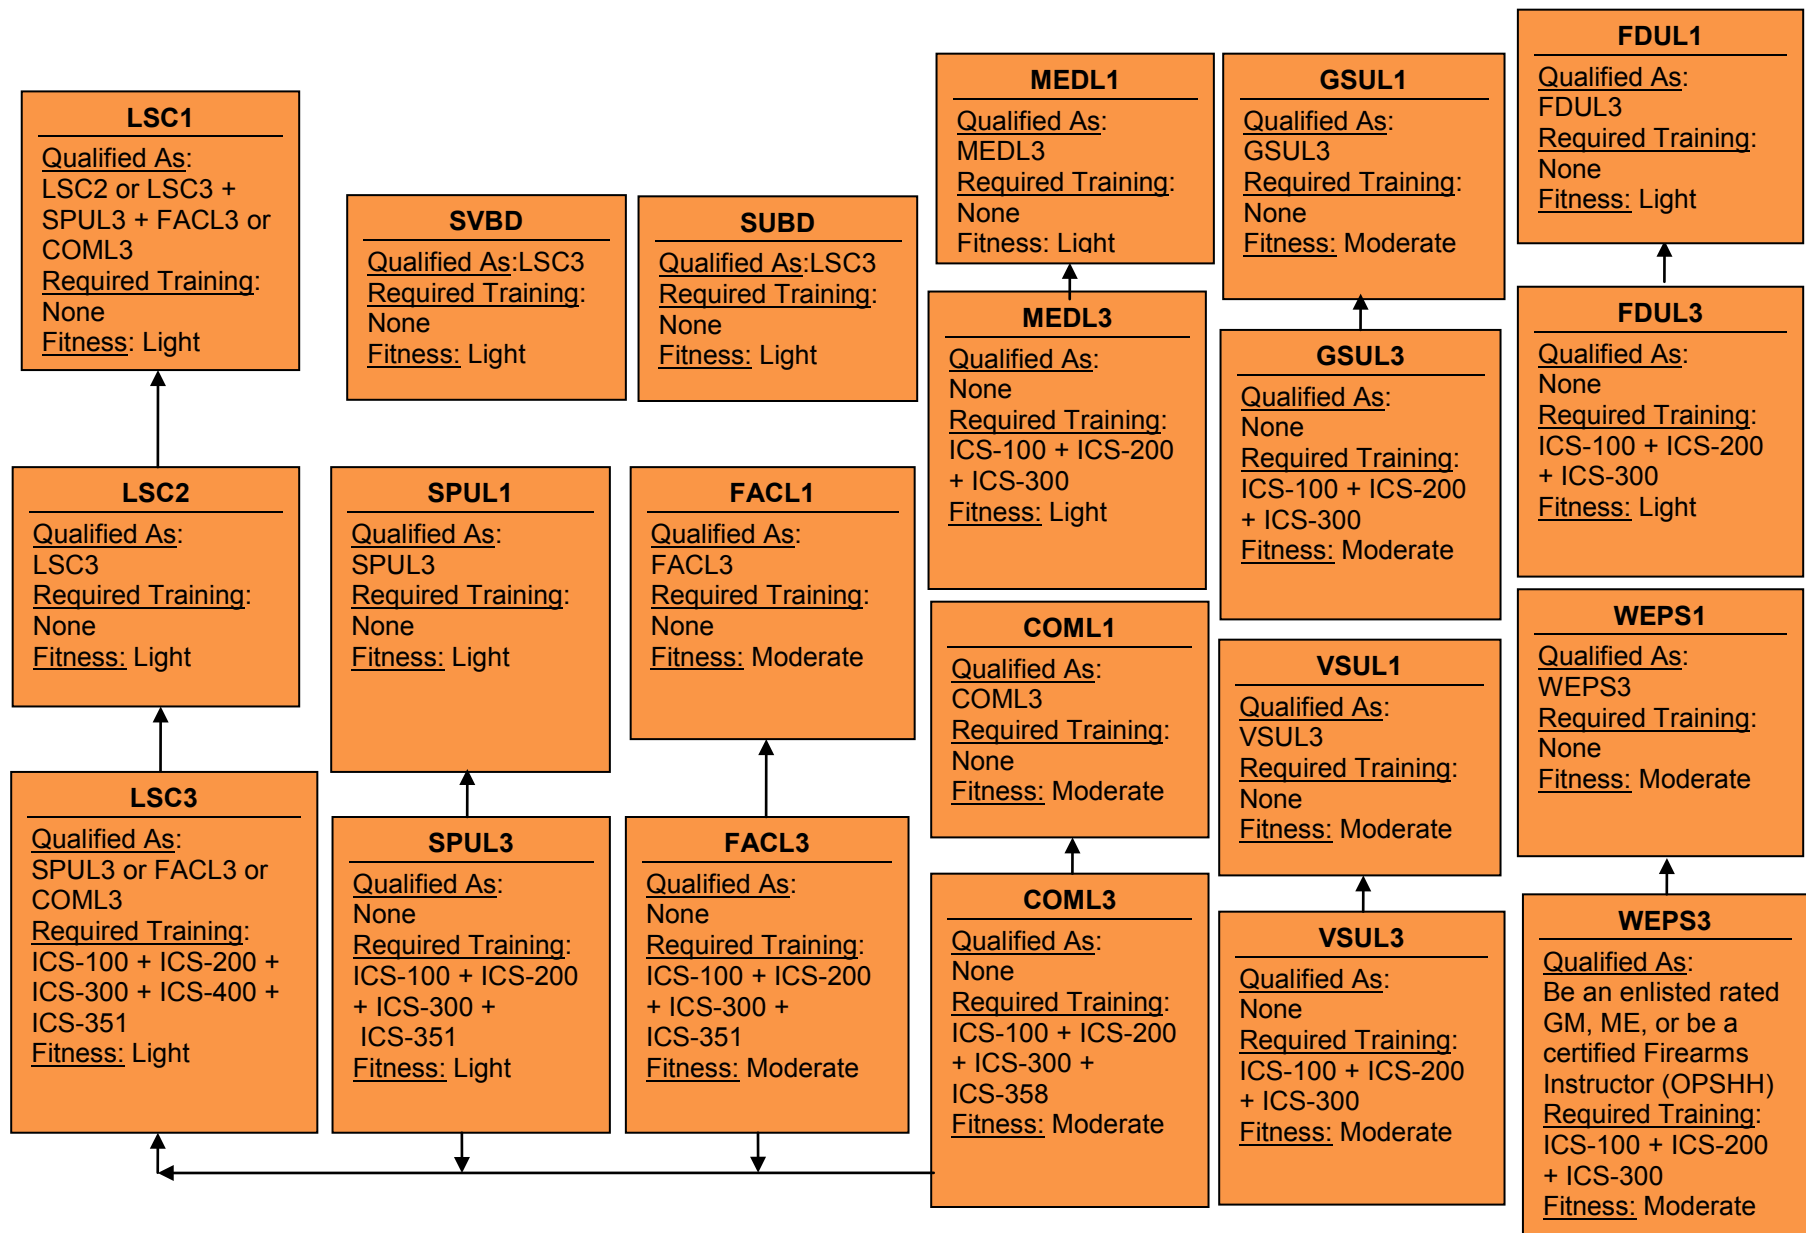 LSC1
Qualified As:
LSC2 or LSC3 +
SPUL3 + FACL3 or
COML3
Required Training:
None
Fitness: Light
LSC2
Qualified As:
LSC3
Required Training:
None
Fitness: Light
LSC3
Qualified As:
SPUL3 or FACL3 or
COML3
Required Training:
ICS-100 + ICS-200 +
ICS-300 + ICS-400 +
ICS-351
Fitness: Light
SVBD
Qualified As:LSC3
Required Training:
None
Fitness: Light
SPUL1
Qualified As:
SPUL3
Required Training:
None
Fitness: Light
SPUL3
Qualified As:
None
Required Training:
ICS-100 + ICS-200
+ ICS-300 +
ICS-351
Fitness: Light
SUBD
Qualified As:LSC3
Required Training:
None
Fitness: Light
FACL1
Qualified As:
FACL3
Required Training:
None
Fitness: Moderate
FACL3
Qualified As:
None
Required Training:
ICS-100 + ICS-200
+ ICS-300 +
ICS-351
Fitness: Moderate
MEDL1
Qualified As:
MEDL3
Required Training:
None
Fitness: Light
MEDL3
Qualified As:
None
Required Training:
ICS-100 + ICS-200
+ ICS-300
Fitness: Light
COML1
Qualified As:
COML3
Required Training:
None
Fitness: Moderate
COML3
Qualified As:
None
Required Training:
ICS-100 + ICS-200
+ ICS-300 +
ICS-358
Fitness: Moderate
GSUL1
Qualified As:
GSUL3
Required Training:
None
Fitness: Moderate
GSUL3
Qualified As:
None
Required Training:
ICS-100 + ICS-200
+ ICS-300
Fitness: Moderate
VSUL1
Qualified As:
VSUL3
Required Training:
None
Fitness: Moderate
VSUL3
Qualified As:
None
Required Training:
ICS-100 + ICS-200
+ ICS-300
Fitness: Moderate
FDUL1
Qualified As:
FDUL3
Required Training:
None
Fitness: Light
FDUL3
Qualified As:
None
Required Training:
ICS-100 + ICS-200
+ ICS-300
Fitness: Light
WEPS1
Qualified As:
WEPS3
Required Training:
None
Fitness: Moderate
WEPS3
Qualified As:
Be an enlisted rated
GM, ME, or be a
certified Firearms
Instructor (OPSHH)
Required Training:
ICS-100 + ICS-200
+ ICS-300
Fitness: Moderate